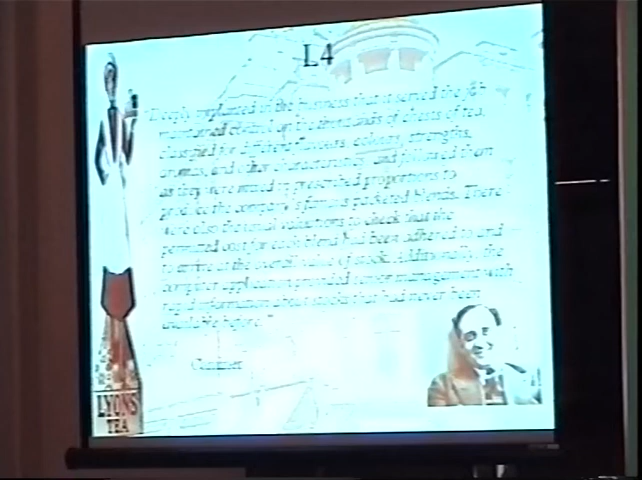 L4
implanted in the business that it served the job
maintained control on the thousands of chests of tea,
classified for different flavours, colours, strengths,
aromas, and other characteristics, and followed them
as they were mixed in prescribed proportions to
produce the company's famous packeted blends. There
were also the usual valuations to check that the
permitted cost for each blend had been adhered to and
to arrive at the overall value of stock. Additionally, the
computer application provided senior management with
rapid information about stocks that had never been
available before."
LYONS
TEA